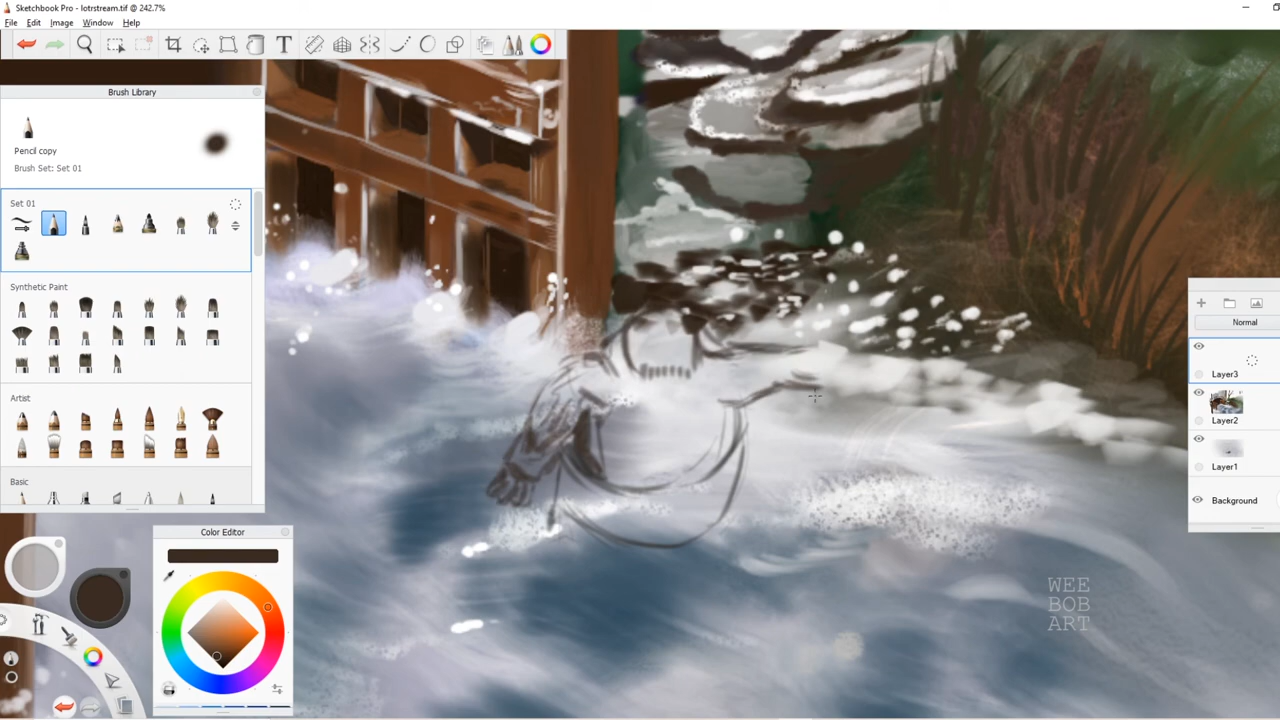 Sketchbook Pro - lotrstream.tif @ 242.7%
File Edit Image Window Help
Brush Library
Pencil copy
Brush Set: Set 01
Set 01
Synthetic Paint
Artist
Basic
Color Editor
Normal
Layer3
Layer2
Layer1
Background
WEE
BOB
ART